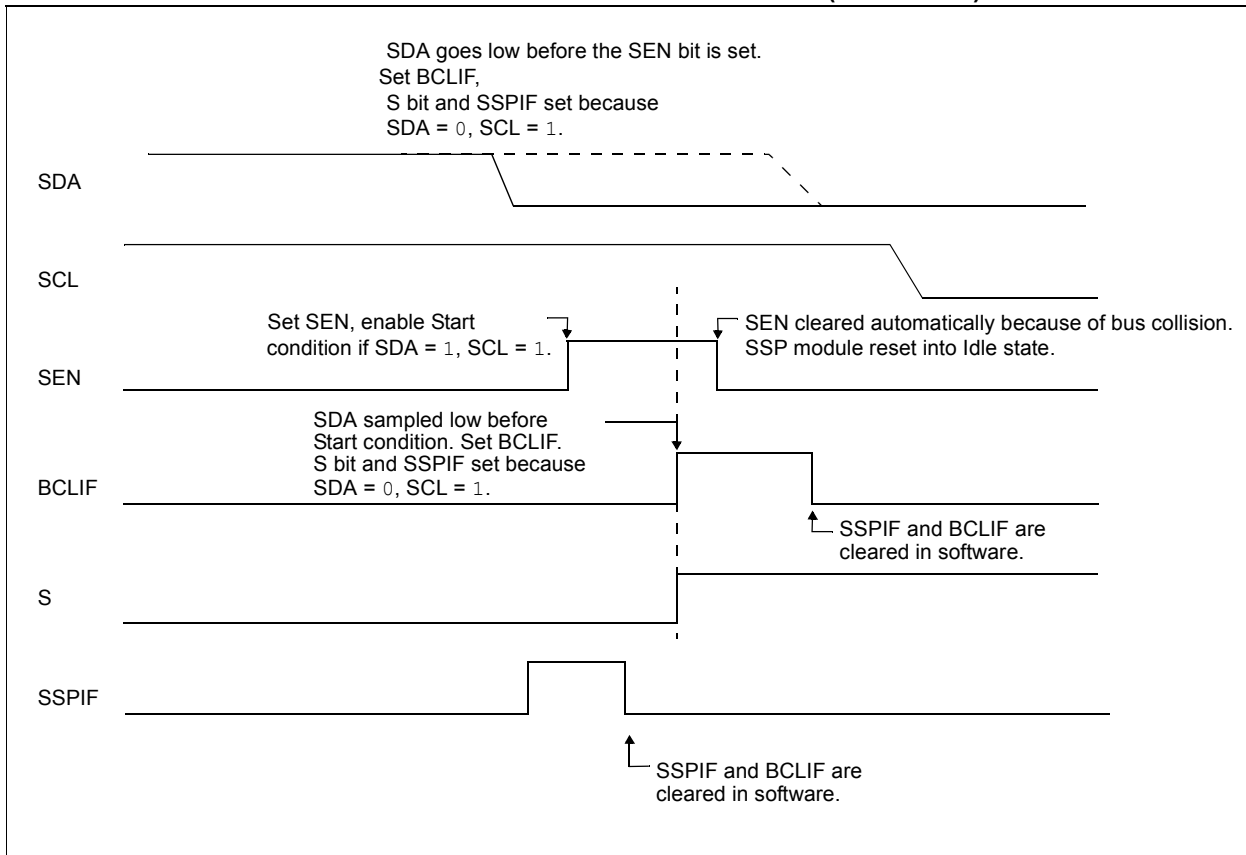 SDA goes low before the SEN bit is set.
Set BCLIF,
S bit and SSPIF set because
SDA = 0, SCL = 1.
SDA
SCL
Set SEN, enable Start
condition if SDA = 1, SCL = 1.
SEN cleared automatically because of bus collision.
SSP module reset into Idle state.
SEN
SDA sampled low before
Start condition. Set BCLIF.
S bit and SSPIF set because
SDA = 0, SCL = 1.
BCLIF
SSPIF and BCLIF are
cleared in software.
S
SSPIF
SSPIF and BCLIF are
cleared in software.